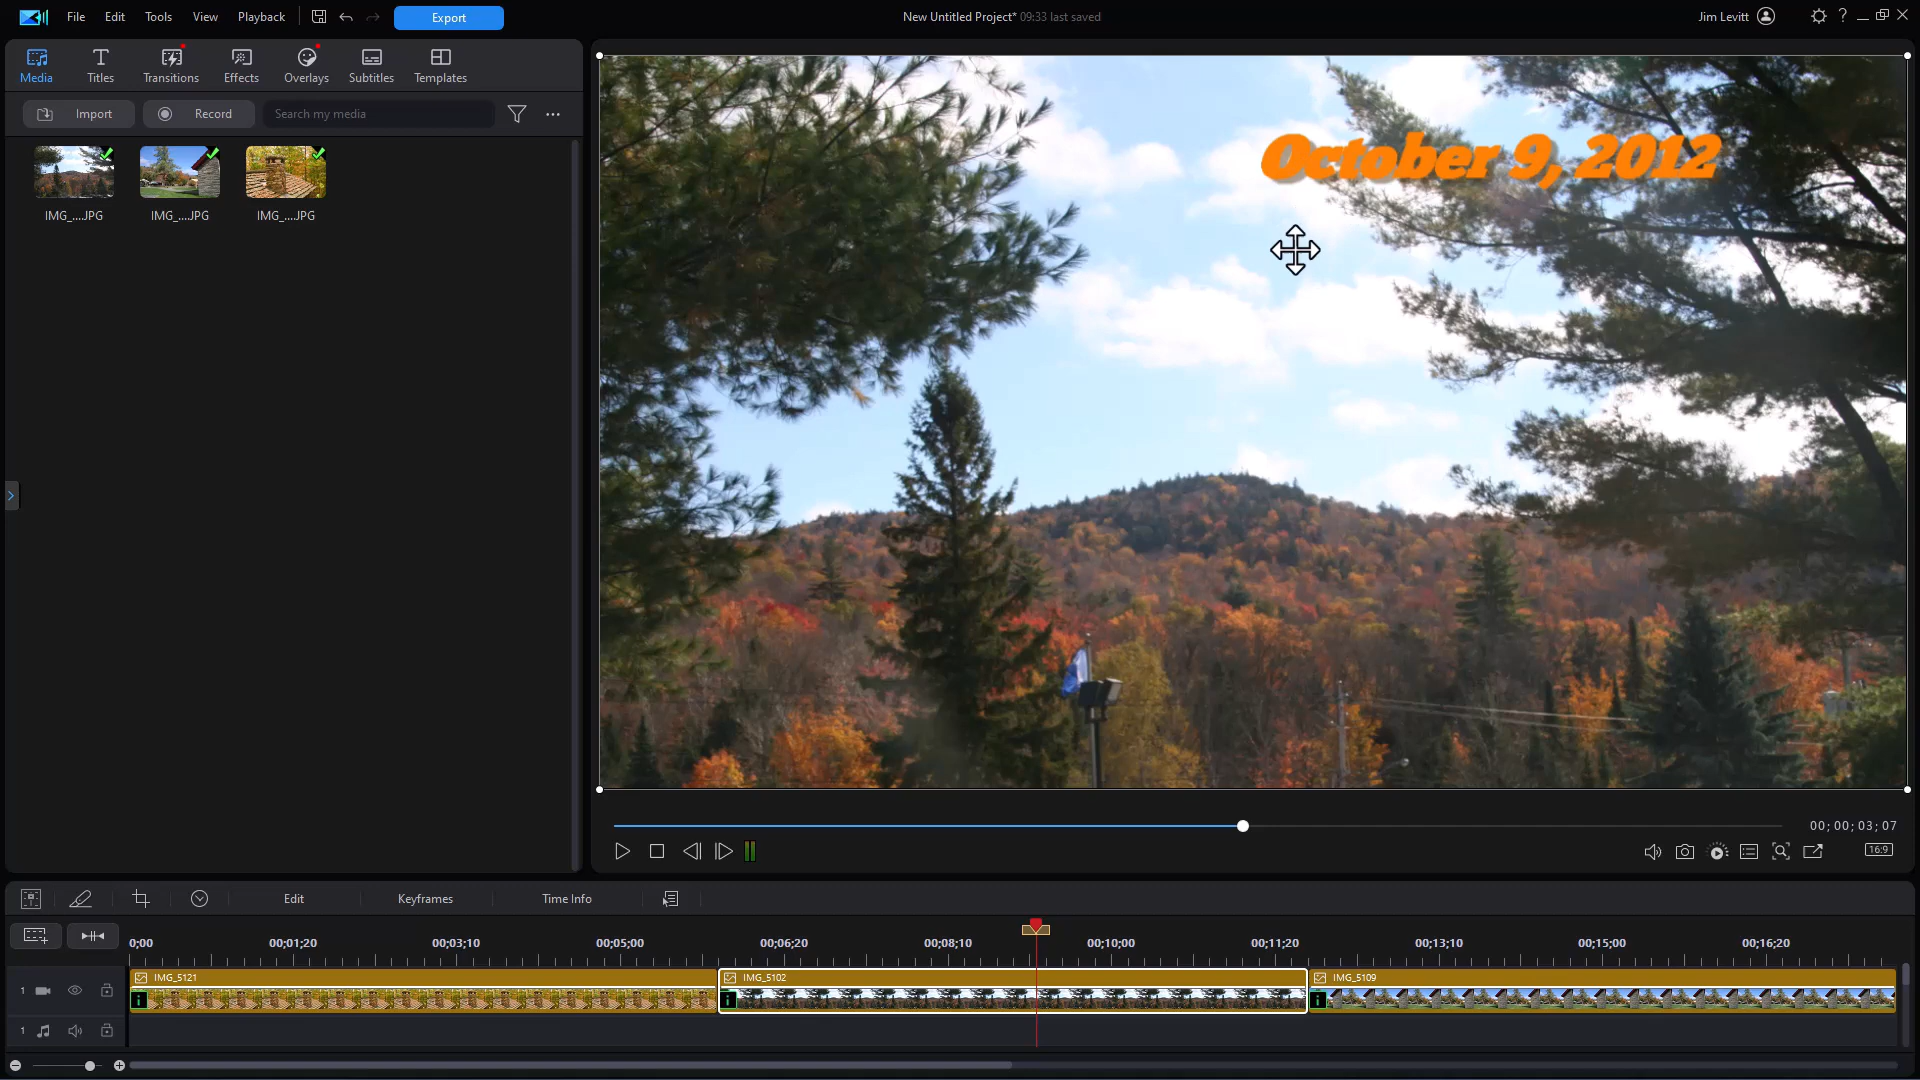 File Edit Tools View Playback Export New Untitled Project* 09:33 last saved Jim Levitt ?
Media Titles Transitions Effects Overlays Subtitles Templates
Import Record Search my media
IMG_....JPG IMG_....JPG IMG_....JPG
October 9, 2012
00; 00; 03; 07
16:9
Edit Keyframes Time Info
0;00 00;01;20 00;03;10 00;05;00 00;06;20 00;08;10 00;10;00 00;11;20 00;13;10 00;15;00 00;16;20
IMG_5121 IMG_5102 IMG_5109
1
i i i
1